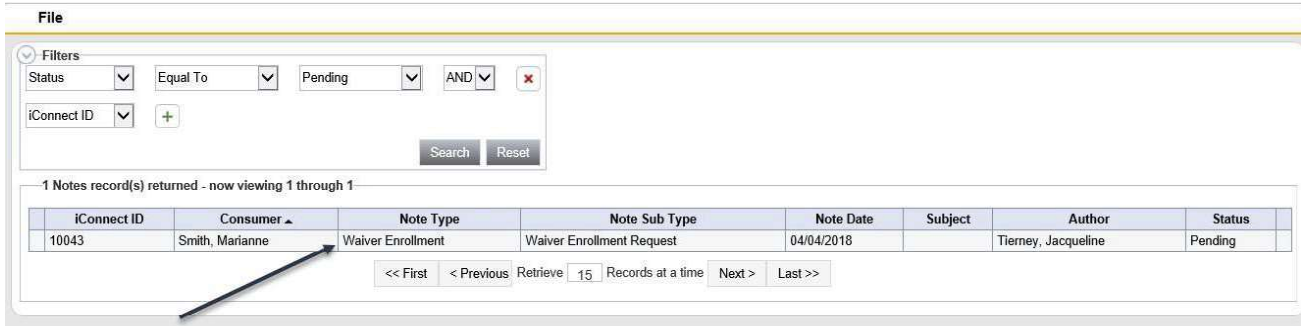 File
Filters
Status Equal To Pending AND
iConnect ID +
Search Reset
1 Notes record(s) returned - now viewing 1 through 1
iConnect ID Consumer Note Type Note Sub Type Note Date Subject Author Status
10043 Smith, Marianne Waiver Enrollment Waiver Enrollment Request 04/04/2018 Tierney, Jacqueline Pending
<< First < Previous Retrieve 15 Records at a time Next > Last >>